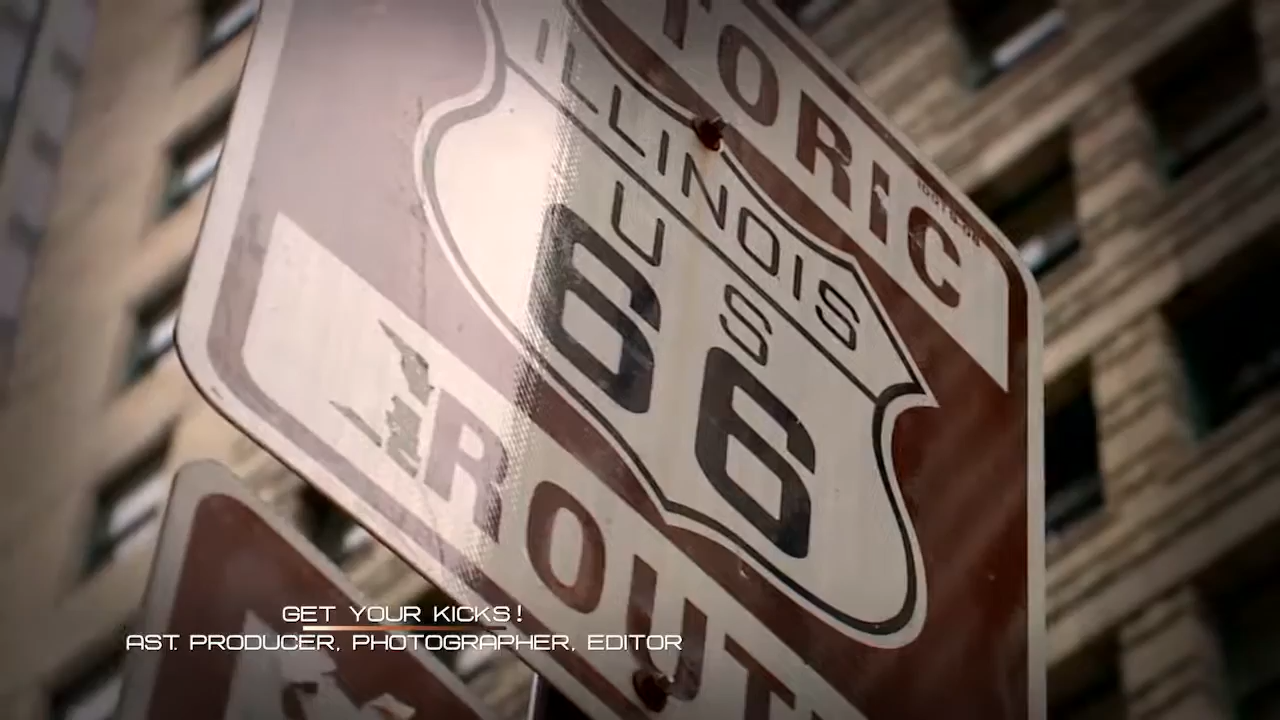 TORIC
ILLINOIS
U S
66
ROUT
GET YOUR KICKS!
AST. PRODUCER, PHOTOGRAPHER, EDITOR